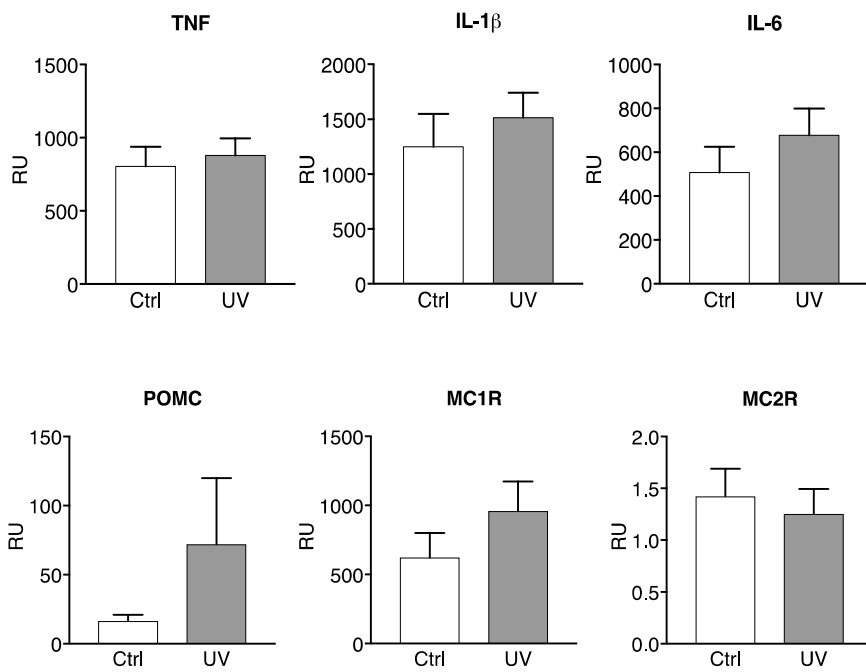 TNF
1500
1000
500
0
RU
Ctrl UV
IL-1β
2000
1500
1000
500
0
RU
Ctrl UV
IL-6
1000
800
600
400
200
0
RU
Ctrl UV
POMC
150
100
50
0
RU
Ctrl UV
MC1R
1500
1000
500
0
RU
Ctrl UV
MC2R
2.0
1.5
1.0
0.5
0.0
RU
Ctrl UV